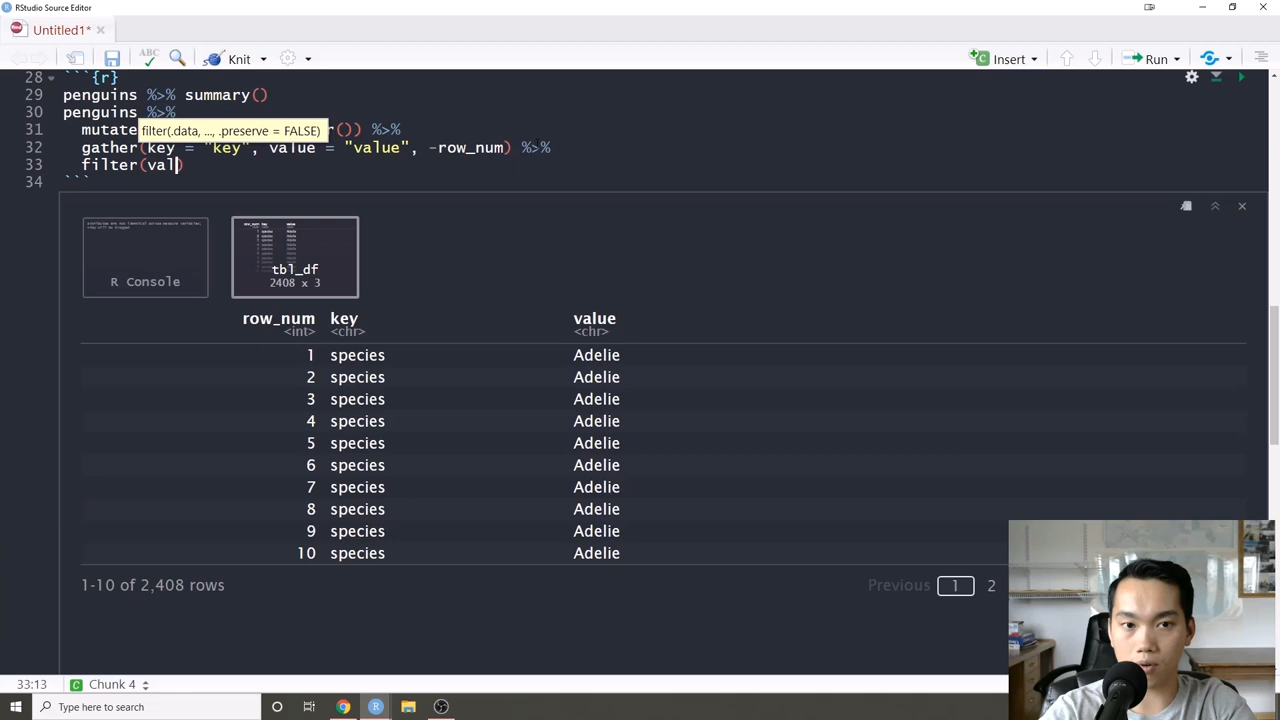 RStudio Source Editor
Untitled1*
ABC Knit Insert Run
28 ```{r}
29 penguins %>% summary()
30 penguins %>%
filter(.data, ..., .preserve = FALSE)
31 mutate r()) %>%
32 gather(key = "key", value = "value", -row_num) %>%
33 filter(val)
34 ```
R Console
row_num key value
tbl_df
2408 x 3
row_num key value
<int> <chr> <chr>
1 species Adelie
2 species Adelie
3 species Adelie
4 species Adelie
5 species Adelie
6 species Adelie
7 species Adelie
8 species Adelie
9 species Adelie
10 species Adelie
1-10 of 2,408 rows Previous 1 2
33:13 C Chunk 4
Type here to search